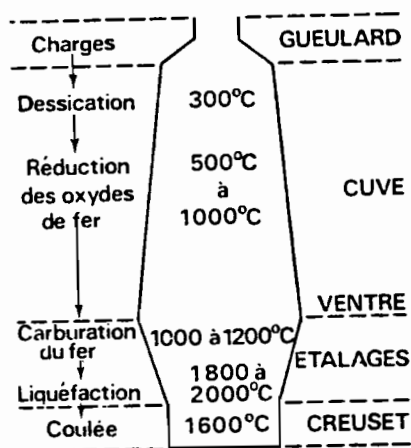 Charges
GUEULARD
Dessication
300°C
Réduction
des oxydes
de fer
500°C
à
1000°C
CUVE
VENTRE
Carburation
du fer
1000 à 1200°C
ETALAGES
Liquéfaction
1800 à
2000°C
Coulée
1600°C
CREUSET